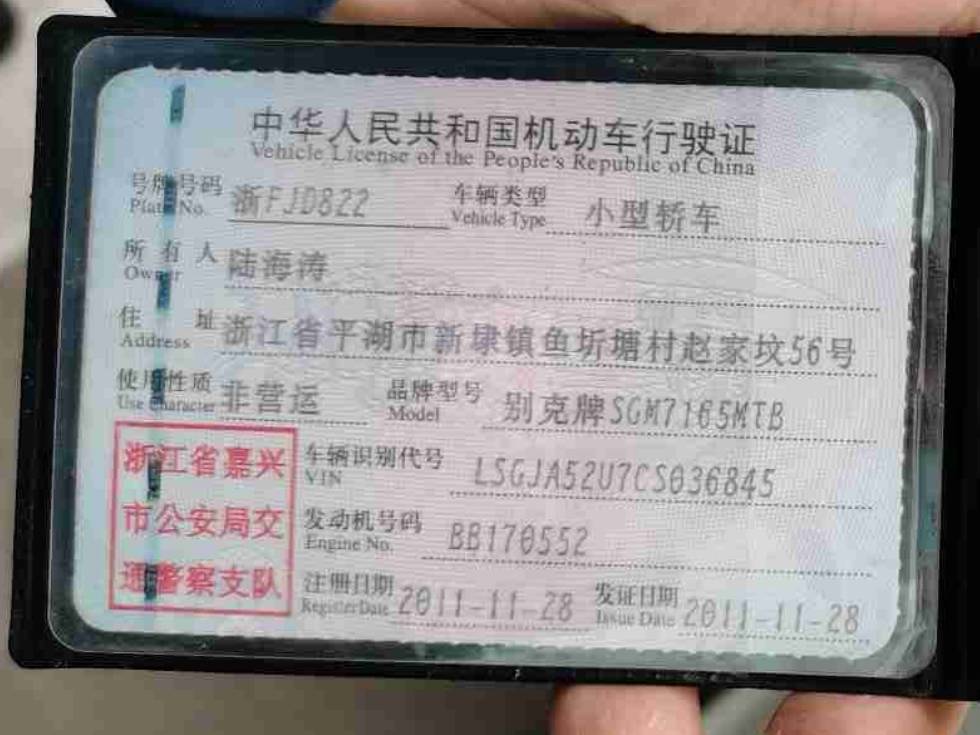 中华人民共和国机动车行驶证
Vehicle License of the People's Republic of China
号牌号码 浙FJD822 车辆类型 小型轿车
Plate No. Vehicle Type
所有人 陆海涛
Owner
住址 浙江省平湖市新埭镇鱼圻塘村赵家坟56号
Address
使用性质 非营运 品牌型号 别克牌SGM7165MTB
Use Character Model
浙江省嘉兴
市公安局交
通警察支队
车辆识别代号 LSGJA52U7CS036845
VIN
发动机号码 BB170552
Engine No.
注册日期 2011-11-28 发证日期 2011-11-28
Register Date Issue Date